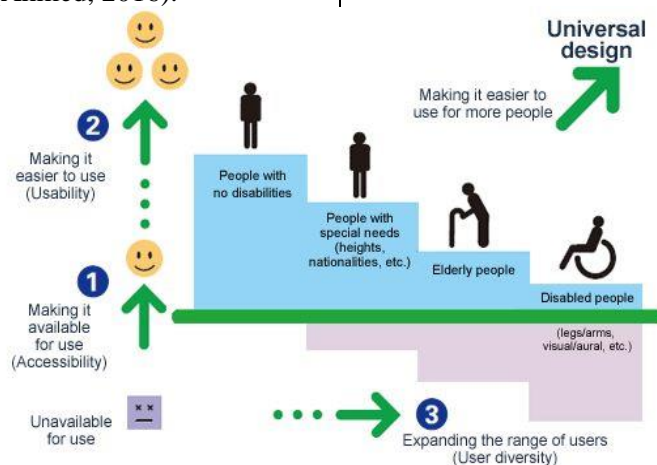 2016).
Universal
design
Making it easier to
use for more people
2
Making it
easier to use
(Usability)
People with
no disabilities
People with
special needs
(heights,
nationalities, etc.)
Elderly people
Disabled people
(legs/arms,
visual/aural, etc.)
1
Making it
available
for use
(Accessibility)
Unavailable
for use
3
Expanding the range of users
(User diversity)